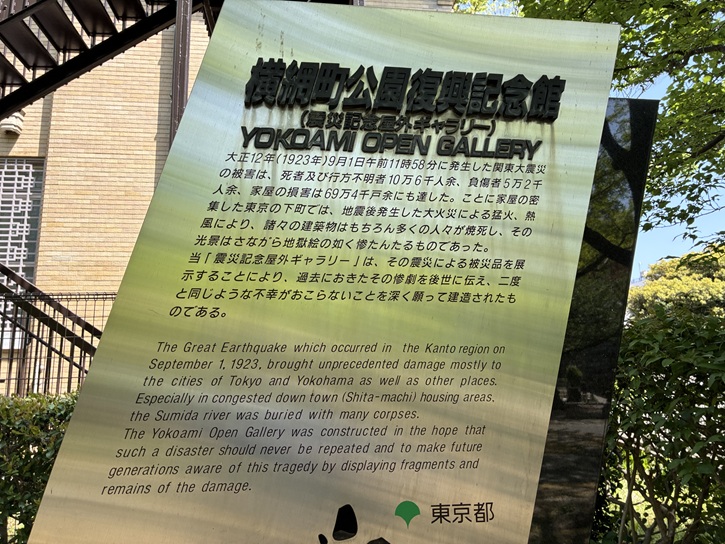 横網町公園復興記念館
(震災記念屋外ギャラリー)
YOKOAMI OPEN GALLERY
大正12年(1923年)9月1日午前11時58分に発生した関東大震災
の被害は、死者及び行方不明者10万6千人余、負傷者5万2千
人余、家屋の損害は69万4千戸余にも達した。ことに家屋の密
集した東京の下町では、地震後発生した大火災による猛火、熱
風により、諸々の建築物はもちろん多くの人々が焼死し、その
光景はさながら地獄絵の如く惨たんたるものであった。
当「震災記念屋外ギャラリー」は、その震災による被災品を展
示することにより、過去におきたその惨劇を後世に伝え、二度
と同じような不幸がおこらないことを深く願って建造されたも
のである。
The Great Earthquake which occurred in the Kanto region on
September 1, 1923, brought unprecedented damage mostly to
the cities of Tokyo and Yokohama as well as other places.
Especially in congested down town (Shita-machi) housing areas.
the Sumida river was buried with many corpses.
The Yokoami Open Gallery was constructed in the hope that
such a disaster should never be repeated and to make future
generations aware of this tragedy by displaying fragments and
remains of the damage.
東京都